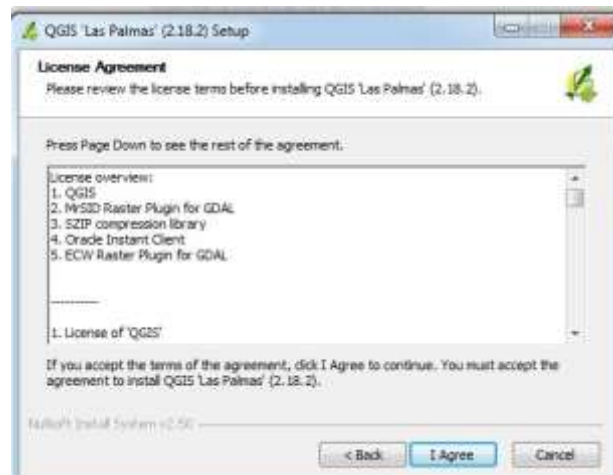 QGIS 'Las Palmas' (2.18.2) Setup
License Agreement
Please review the license terms before installing QGIS 'Las Palmas' (2.18.2).
Press Page Down to see the rest of the agreement.
License overview:
1. QGIS
2. MrSID Raster Plugin for GDAL
3. SZIP compression library
4. Oracle Instant Client
5. ECW Raster Plugin for GDAL
----------
1. License of 'QGIS'
If you accept the terms of the agreement, click I Agree to continue. You must accept the
agreement to install QGIS 'Las Palmas' (2.18.2).
Nullsoft Install System v2.50
< Back
I Agree
Cancel